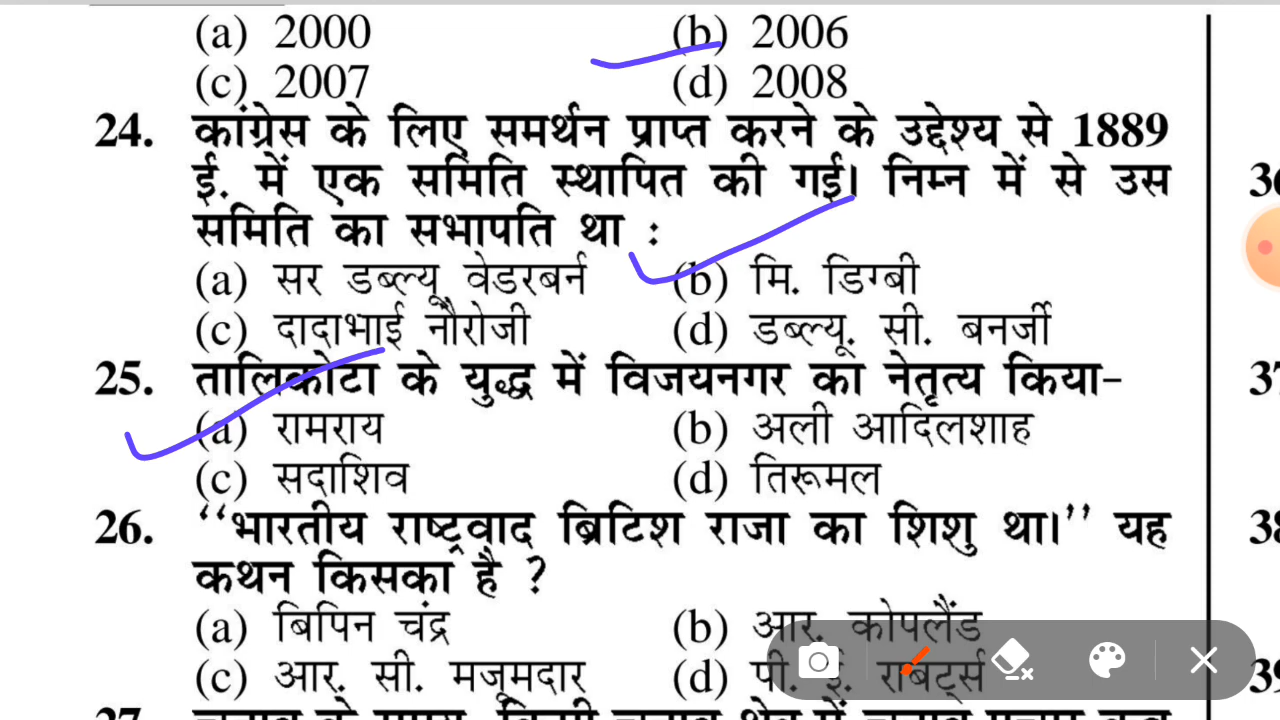 (a) 2000 (b) 2006
(c) 2007 (d) 2008
24. कांग्रेस के लिए समर्थन प्राप्त करने के उद्देश्य से 1889
ई. में एक समिति स्थापित की गई। निम्न में से उस
समिति का सभापति था :
(a) सर डब्ल्यू वेडरबर्न (b) मि. डिग्बी
(c) दादाभाई नौरोजी (d) डब्ल्यू. सी. बनर्जी
25. तालिकोटा के युद्ध में विजयनगर का नेतृत्य किया-
(a) रामराय (b) अली आदिलशाह
(c) सदाशिव (d) तिरूमल
26. ‘‘भारतीय राष्ट्रवाद ब्रिटिश राजा का शिशु था।’’ यह
कथन किसका है ?
(a) बिपिन चंद्र (b) आर. कोपलैंड
(c) आर. सी. मजूमदार (d) पी. ई. राबर्ट्स
27.